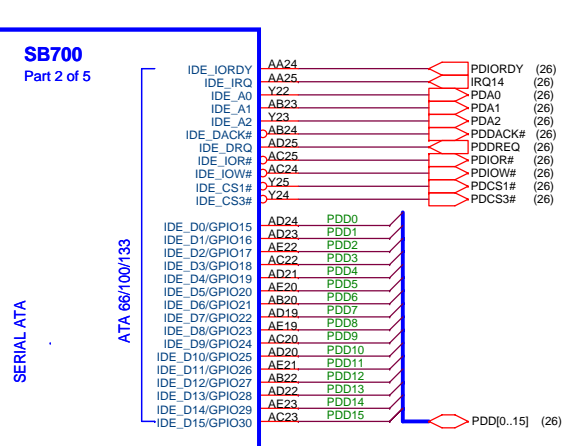 SB700
Part 2 of 5
IDE_IORDY AA24 PDIORDY (26)
IDE_IRQ AA25 IRQ14 (26)
IDE_A0 Y22 PDA0 (26)
IDE_A1 AB23 PDA1 (26)
IDE_A2 Y23 PDA2 (26)
IDE_DACK# AB24 PDDACK# (26)
IDE_DRQ AD25 PDDREQ (26)
IDE_IOR# AC25 PDIOR# (26)
IDE_IOW# AC24 PDIOW# (26)
IDE_CS1# Y25 PDCS1# (26)
IDE_CS3# Y24 PDCS3# (26)
IDE_D0/GPIO15 AD24 PDD0
IDE_D1/GPIO16 AD23 PDD1
IDE_D2/GPIO17 AE22 PDD2
IDE_D3/GPIO18 AC22 PDD3
IDE_D4/GPIO19 AD21 PDD4
IDE_D5/GPIO20 AE20 PDD5
IDE_D6/GPIO21 AB20 PDD6
IDE_D7/GPIO22 AD19 PDD7
IDE_D8/GPIO23 AE19 PDD8
IDE_D9/GPIO24 AC20 PDD9
IDE_D10/GPIO25 AD20 PDD10
IDE_D11/GPIO26 AE21 PDD11
IDE_D12/GPIO27 AB22 PDD12
IDE_D13/GPIO28 AD22 PDD13
IDE_D14/GPIO29 AE23 PDD14
IDE_D15/GPIO30 AC23 PDD15
PDD[0..15] (26)
ATA 66/100/133
SERIAL ATA